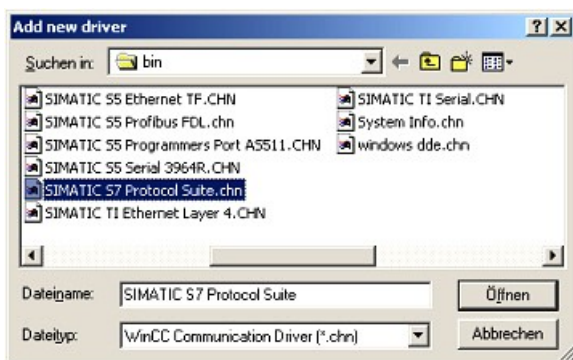 Add new driver
Suchen in: bin
SIMATIC S5 Ethernet TF.CHN
SIMATIC S5 Profibus FDL.chn
SIMATIC S5 Programmers Port AS511.CHN
SIMATIC S5 Serial 3964R.CHN
SIMATIC S7 Protocol Suite.chn
SIMATIC TI Ethernet Layer 4.CHN
SIMATIC TI Serial.CHN
System Info.chn
windows dde.chn
Dateiname: SIMATIC S7 Protocol Suite Öffnen
Dateityp: WinCC Communication Driver (*.chn) Abbrechen